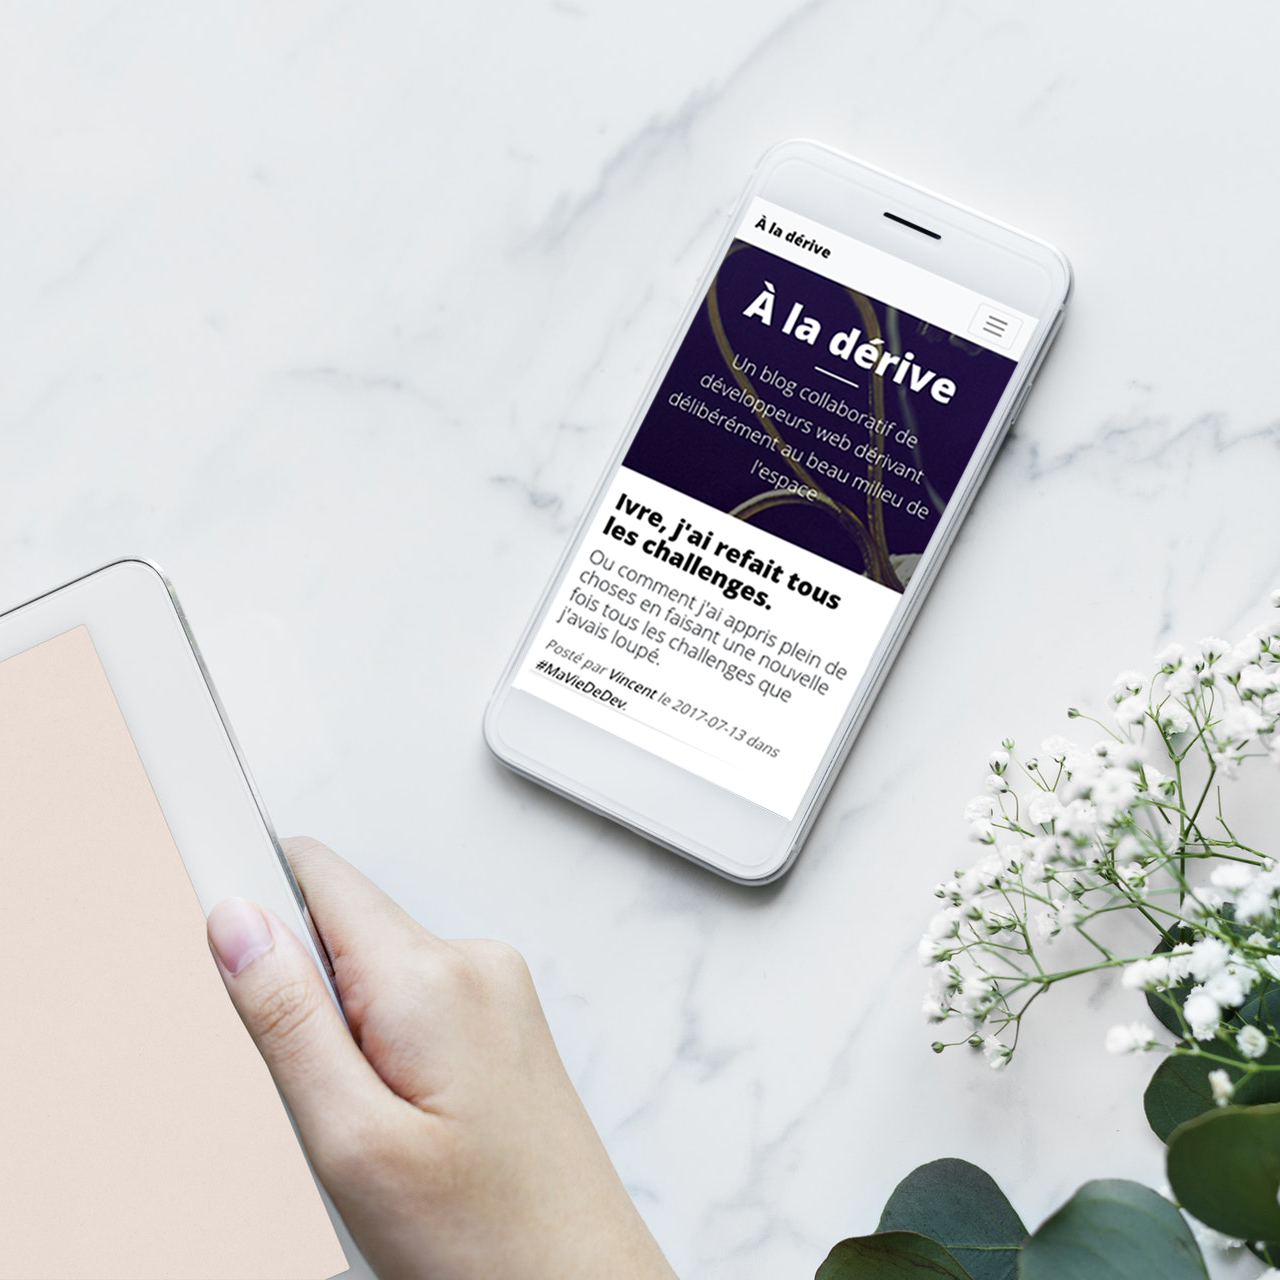 À la dérive
À la dérive
Un blog collaboratif de
développeurs web dérivant
délibérément au beau milieu de
l'espace
Ivre, j'ai refait tous
les challenges.
Ou comment j'ai appris plein de
choses en faisant une nouvelle
fois tous les challenges que
j'avais loupé.
Posté par Vincent le 2017-07-13 dans
#MaVieDeDev.